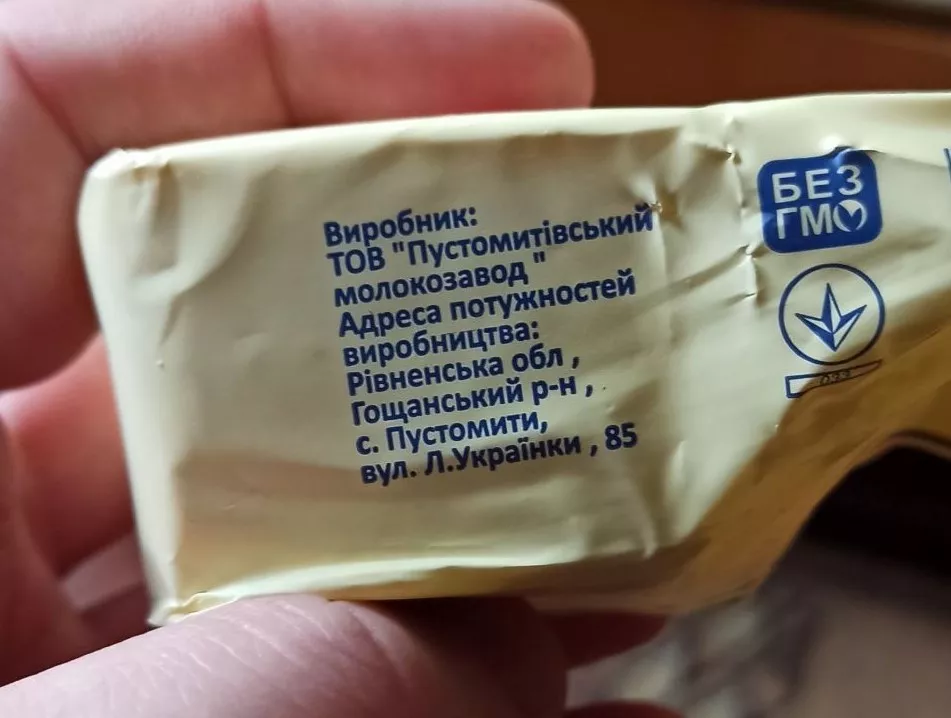 Виробник:
ТОВ "Пустомитівський
молокозавод "
Адреса потужностей
виробництва:
Рівненська обл ,
Гощанський р-н ,
с. Пустомити,
вул. Л.Українки , 85
БЕЗ
ГМО